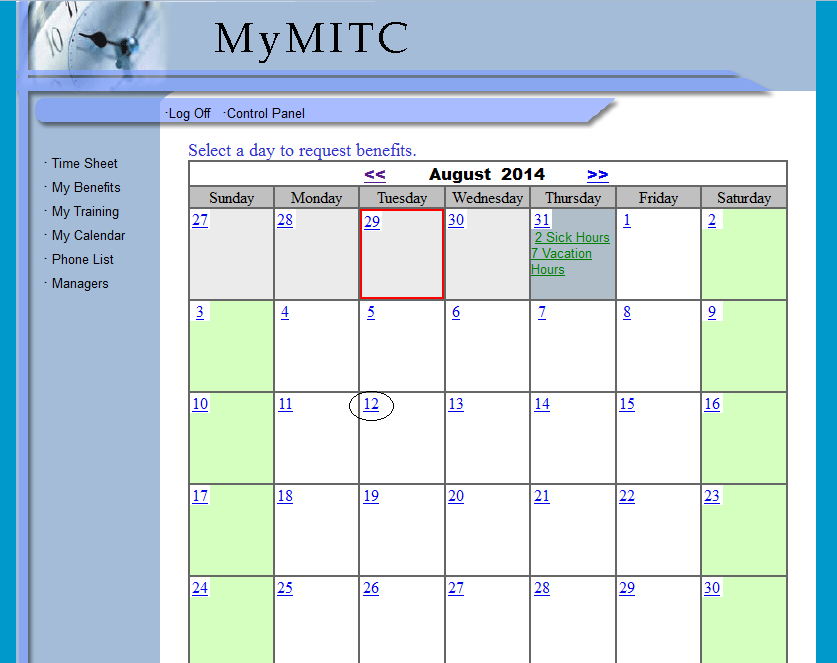 MyMITC
·Log Off ·Control Panel
· Time Sheet
· My Benefits
· My Training
· My Calendar
· Phone List
· Managers
Select a day to request benefits.
<< August 2014 >>
Sunday Monday Tuesday Wednesday Thursday Friday Saturday
27 28 29 30 31 1 2
2 Sick Hours
7 Vacation
Hours
3 4 5 6 7 8 9
10 11 12 13 14 15 16
17 18 19 20 21 22 23
24 25 26 27 28 29 30